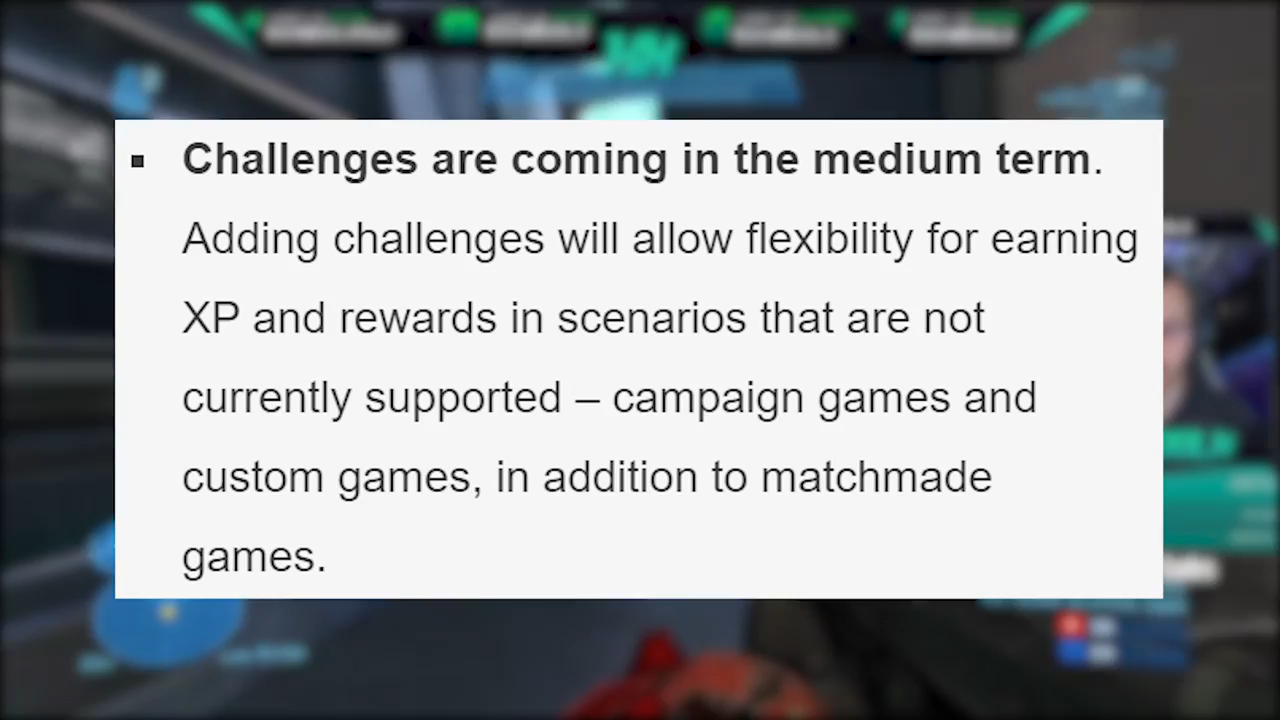 ▪ Challenges are coming in the medium term.
Adding challenges will allow flexibility for earning
XP and rewards in scenarios that are not
currently supported – campaign games and
custom games, in addition to matchmade
games.